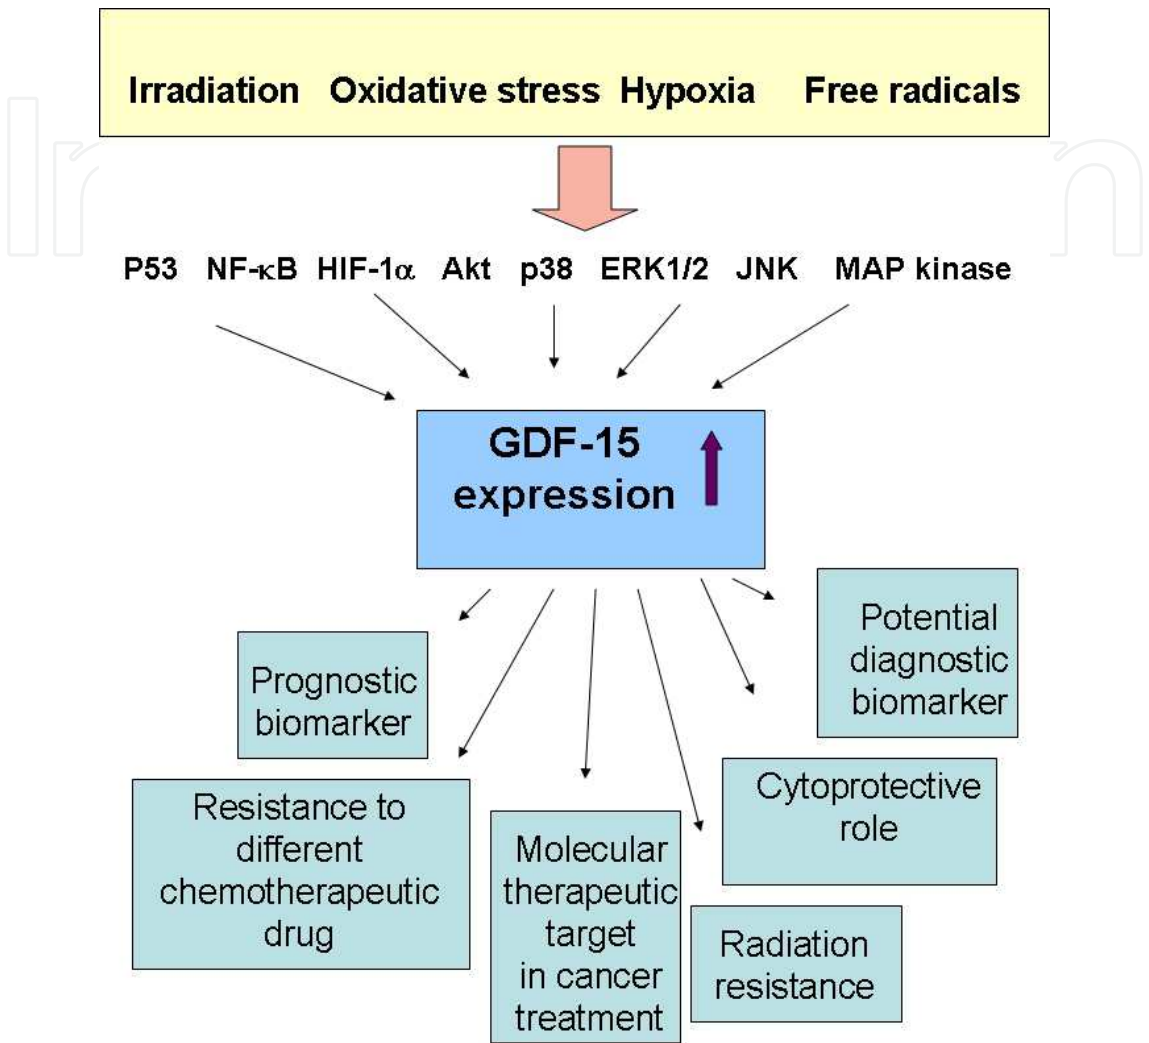 Irradiation Oxidative stress Hypoxia Free radicals
P53 NF-κB HIF-1α Akt p38 ERK1/2 JNK MAP kinase
GDF-15
expression
Prognostic
biomarker
Potential
diagnostic
biomarker
Resistance to
different
chemotherapeutic
drug
Molecular
therapeutic
target
in cancer
treatment
Cytoprotective
role
Radiation
resistance